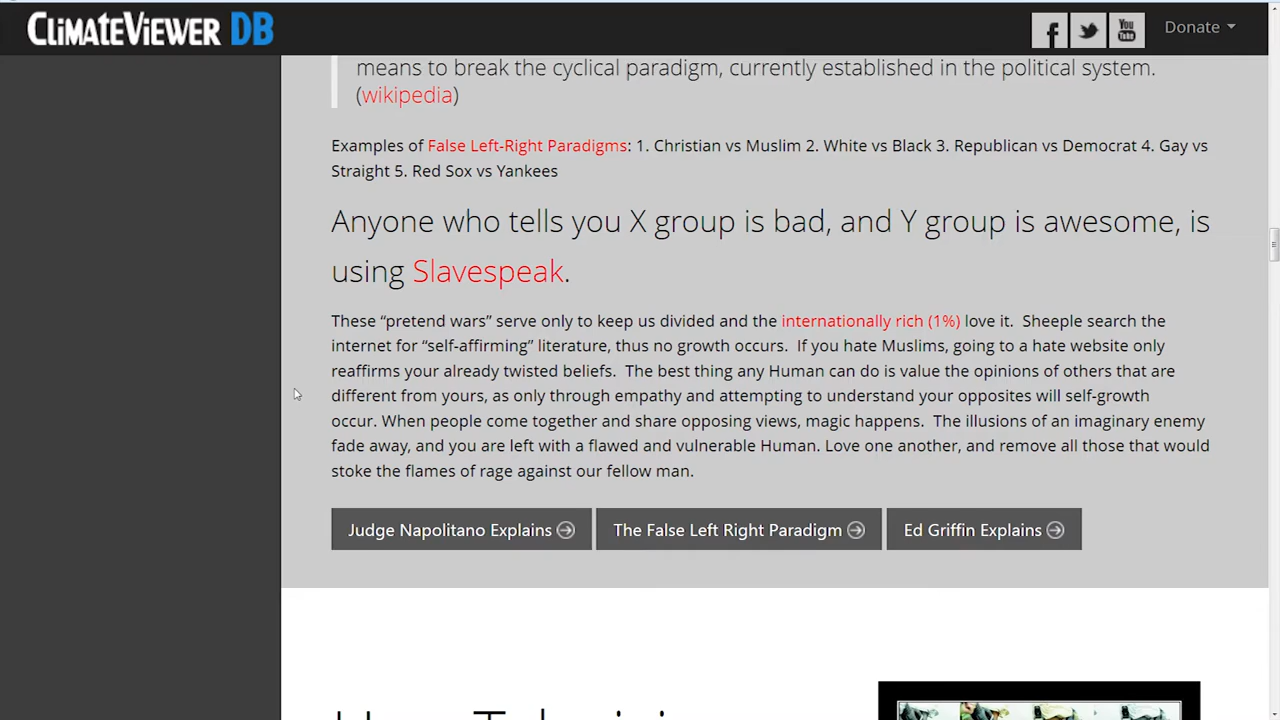 CLiMATEViEWER DB
f
You Tube
Donate
means to break the cyclical paradigm, currently established in the political system.
(wikipedia)
Examples of False Left-Right Paradigms: 1. Christian vs Muslim 2. White vs Black 3. Republican vs Democrat 4. Gay vs
Straight 5. Red Sox vs Yankees
Anyone who tells you X group is bad, and Y group is awesome, is
using Slavespeak.
These “pretend wars” serve only to keep us divided and the internationally rich (1%) love it.  Sheeple search the
internet for “self-affirming” literature, thus no growth occurs.  If you hate Muslims, going to a hate website only
reaffirms your already twisted beliefs.  The best thing any Human can do is value the opinions of others that are
different from yours, as only through empathy and attempting to understand your opposites will self-growth
occur. When people come together and share opposing views, magic happens.  The illusions of an imaginary enemy
fade away, and you are left with a flawed and vulnerable Human. Love one another, and remove all those that would
stoke the flames of rage against our fellow man.
Judge Napolitano Explains
The False Left Right Paradigm
Ed Griffin Explains